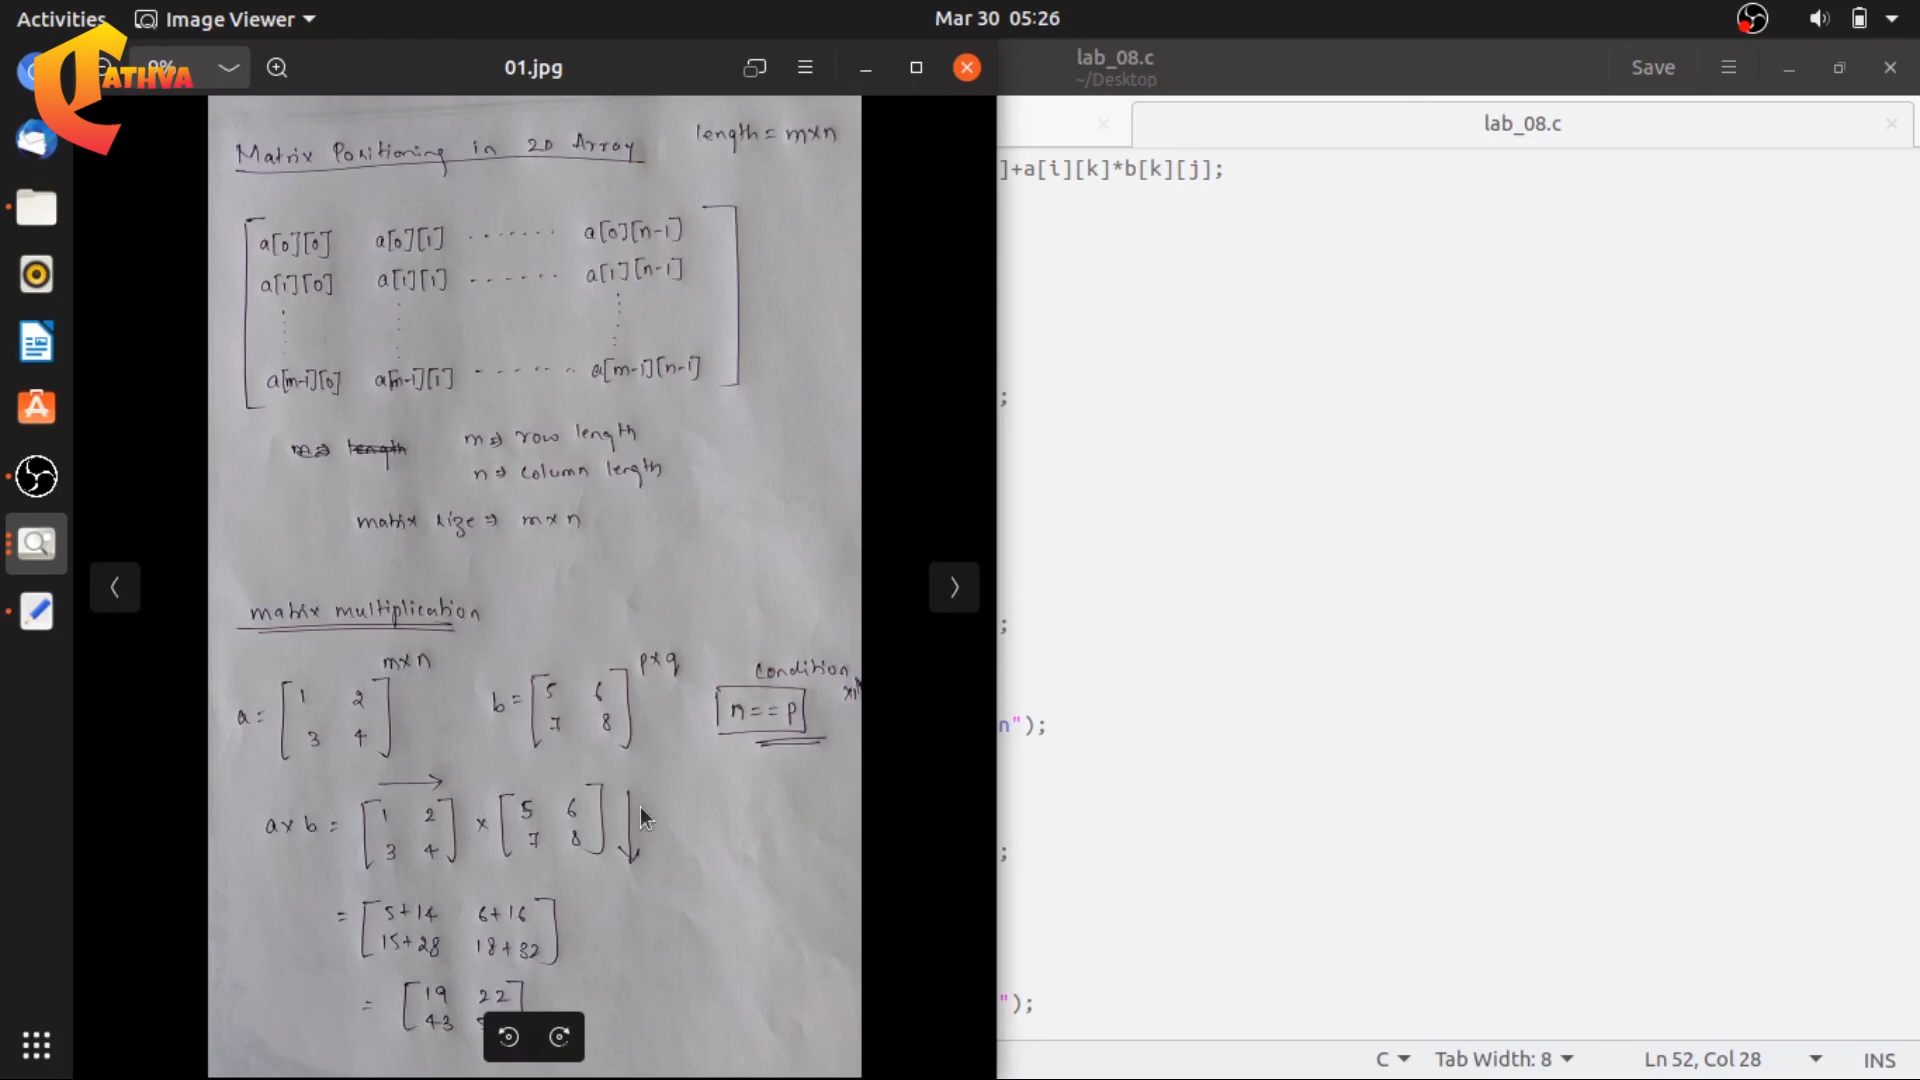 Activities
Image Viewer
Mar 30 05:26
CATHVA
9%
01.jpg
lab_08.c
~/Desktop
Save
lab_08.c
Matrix Positioning in 2D Array
length = m×n
a[0][0] a[0][1] ....... a[0][n-1]
a[1][0] a[1][1] ....... a[1][n-1]
a[m-1][0] a[m-1][1] ....... a[m-1][n-1]
m⇒ length
m⇒ row length
n⇒ column length
matrix size ⇒ m×n
matrix multiplication
m×n
p×q
condition
a = [1 2
3 4]
b = [5 6
7 8]
n==p
a×b = [1 2
3 4] × [5 6
7 8]
= [5+14 6+16
15+28 18+32]
= [19 22
43
]+a[i][k]*b[k][j];
;
;
n");
;
");
C
Tab Width: 8
Ln 52, Col 28
INS